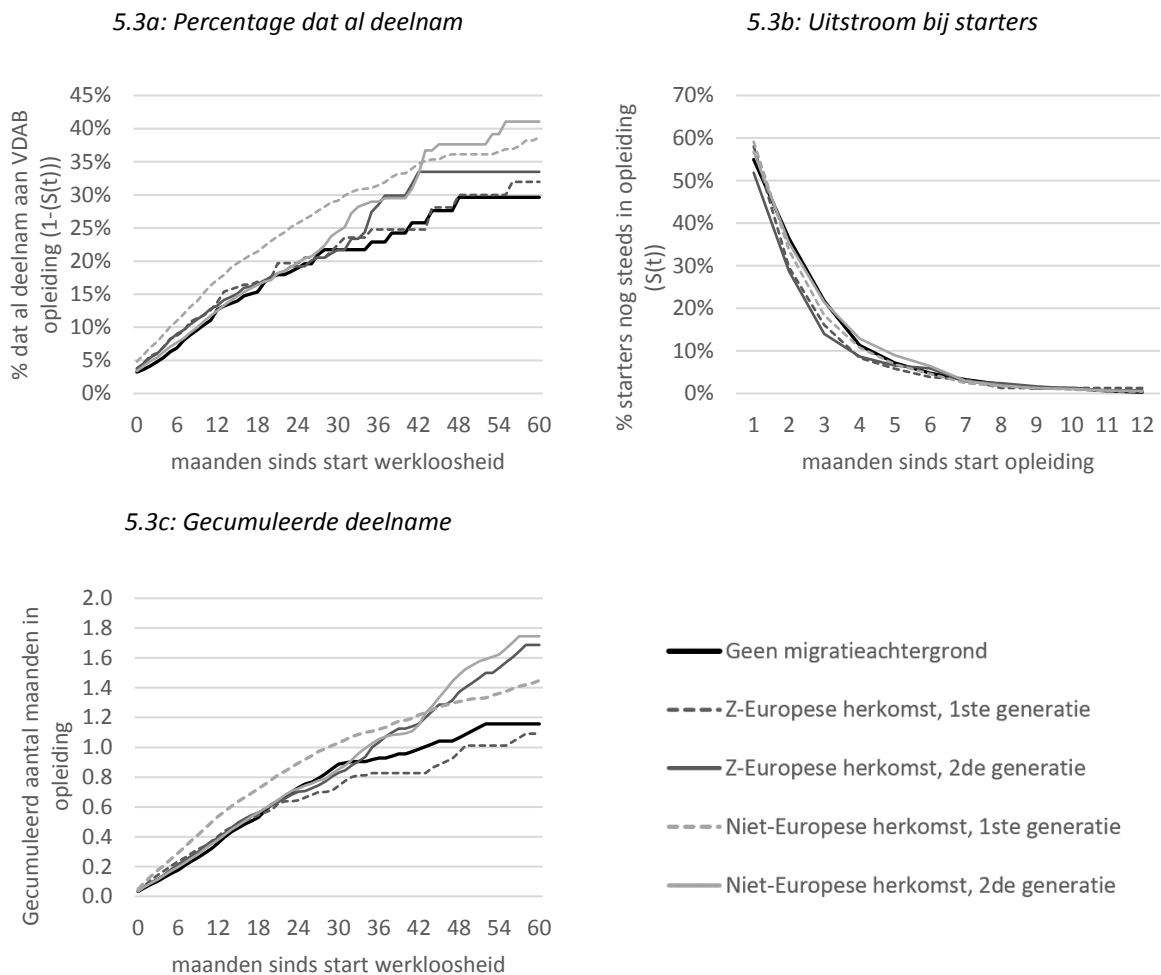 5.3a: Percentage dat al deelnam
% dat al deelnam aan VDAB
opleiding (1-(S(t)))
45%
40%
35%
30%
25%
20%
15%
10%
5%
0%
0 6 12 18 24 30 36 42 48 54 60
maanden sinds start werkloosheid
5.3b: Uitstroom bij starters
% starters nog steeds in opleiding
(S(t))
70%
60%
50%
40%
30%
20%
10%
0%
1 2 3 4 5 6 7 8 9 10 11 12
maanden sinds start opleiding
5.3c: Gecumuleerde deelname
Gecumuleerd aantal maanden in
opleiding
2.0
1.8
1.6
1.4
1.2
1.0
0.8
0.6
0.4
0.2
0.0
0 6 12 18 24 30 36 42 48 54 60
maanden sinds start werkloosheid
Geen migratieachtergrond
Z-Europese herkomst, 1ste generatie
Z-Europese herkomst, 2de generatie
Niet-Europese herkomst, 1ste generatie
Niet-Europese herkomst, 2de generatie